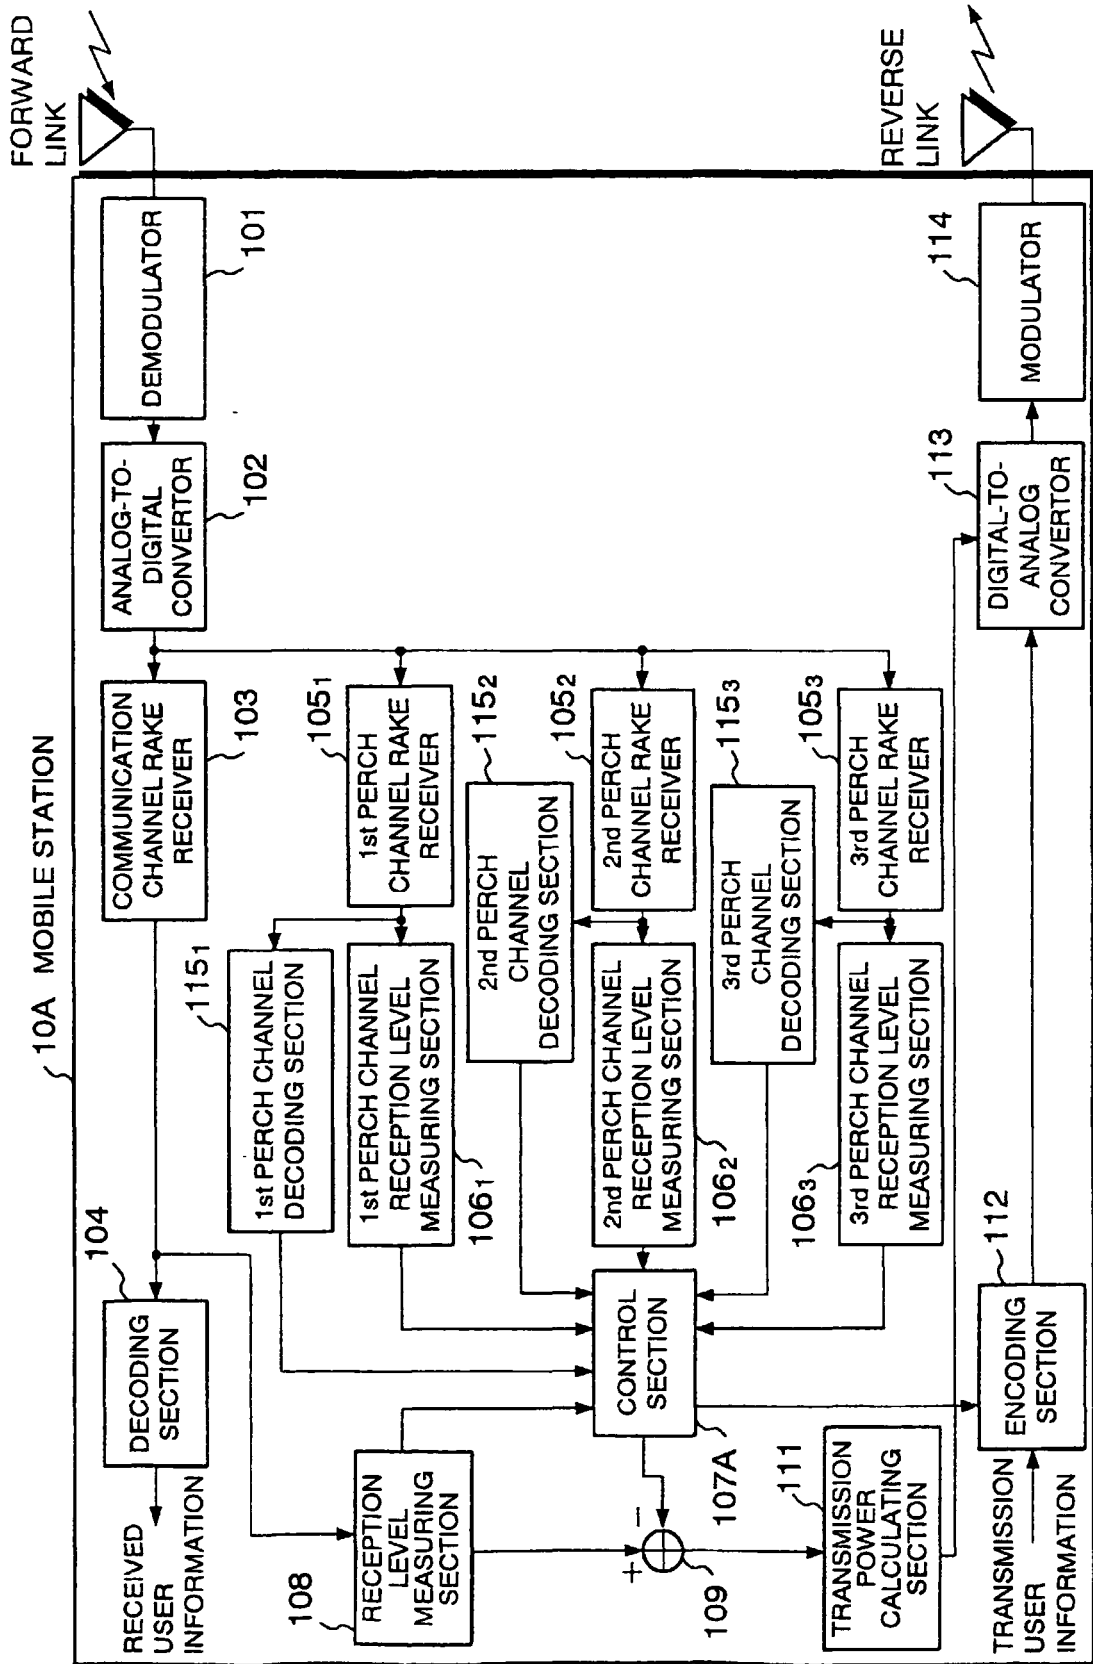 10A MOBILE STATION
FORWARD
LINK
DEMODULATOR
101
ANALOG-TO-
DIGITAL
CONVERTOR
102
COMMUNICATION
CHANNEL RAKE
RECEIVER
103
104
DECODING
SECTION
RECEIVED
USER
INFORMATION
1151
1st PERCH CHANNEL
DECODING SECTION
1051
1st PERCH
CHANNEL RAKE
RECEIVER
1st PERCH CHANNEL
RECEPTION LEVEL
MEASURING SECTION
1061
1152
2nd PERCH
CHANNEL
DECODING SECTION
1052
2nd PERCH
CHANNEL RAKE
RECEIVER
2nd PERCH CHANNEL
RECEPTION LEVEL
MEASURING SECTION
1062
1153
3rd PERCH
CHANNEL
DECODING SECTION
1053
3rd PERCH
CHANNEL RAKE
RECEIVER
3rd PERCH CHANNEL
RECEPTION LEVEL
MEASURING SECTION
1063
CONTROL
SECTION
107A
108
RECEPTION
LEVEL
MEASURING
SECTION
+
−
109
111
TRANSMISSION
POWER
CALCULATING
SECTION
TRANSMISSION
USER
INFORMATION
112
ENCODING
SECTION
113
DIGITAL-TO-
ANALOG
CONVERTOR
114
MODULATOR
REVERSE
LINK